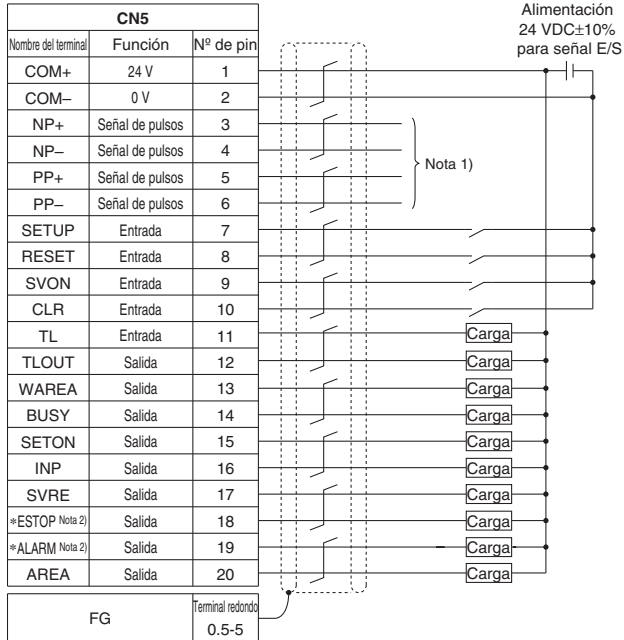 CN5
Nombre del terminal Función Nº de pin
COM+ 24 V 1
COM– 0 V 2
NP+ Señal de pulsos 3
NP– Señal de pulsos 4
PP+ Señal de pulsos 5
PP– Señal de pulsos 6
SETUP Entrada 7
RESET Entrada 8
SVON Entrada 9
CLR Entrada 10
TL Entrada 11
TLOUT Salida 12
WAREA Salida 13
BUSY Salida 14
SETON Salida 15
INP Salida 16
SVRE Salida 17
*ESTOP Nota 2) Salida 18
*ALARM Nota 2) Salida 19
AREA Salida 20
FG Terminal redondo
0.5-5
Alimentación
24 VDC±10%
para señal E/S
Nota 1)
Carga
Carga
Carga
Carga
Carga
Carga
Carga
Carga
Carga
Carga